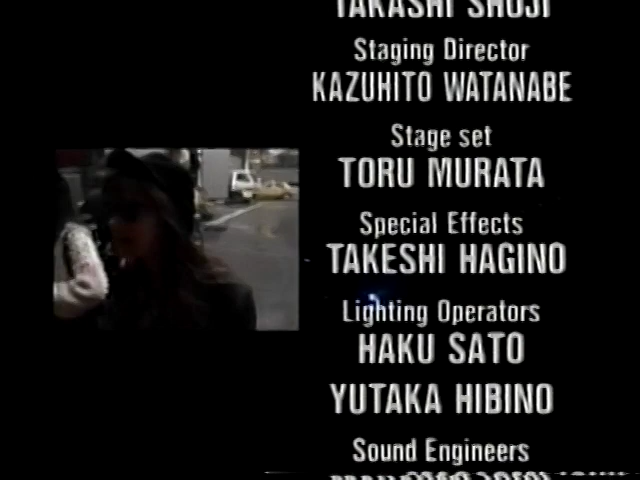 TAKASHI SHOJI
Staging Director
KAZUHITO WATANABE
Stage set
TORU MURATA
Special Effects
TAKESHI HAGINO
Lighting Operators
HAKU SATO
YUTAKA HIBINO
Sound Engineers